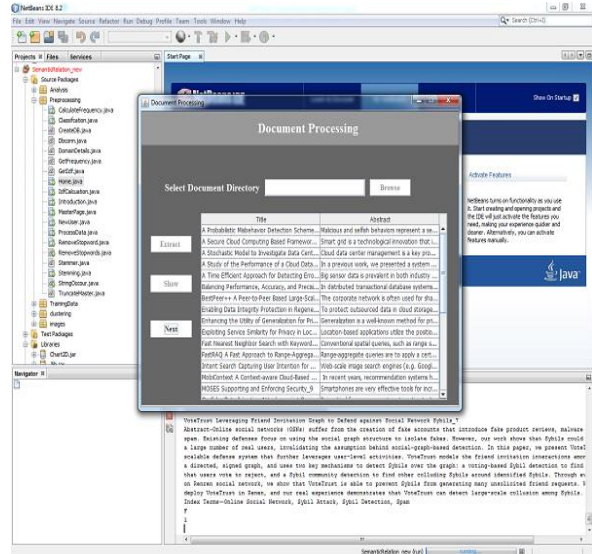 NetBeans IDE 8.2
File Edit View Navigate Source Refactor Run Debug Profile Team Tools Window Help
Search (Ctrl+I)
Projects Files Services
Start Page
SemanticRelation_new
Source Packages
Analysis
Preprocessing
CalculateFrequency.java
Classification.java
CreateDB.java
Dbconn.java
DomainDetails.java
GetFrequency.java
GetIdf.java
Home.java
IdfCalculation.java
Introduction.java
MasterPage.java
NewUser.java
ProcessData.java
RemoveStopword.java
RemoveStopwords.java
Stemmer.java
Stemming.java
StringOccour.java
TruncateMaster.java
TrainingData
clustering
images
Test Packages
Libraries
Chart2D.jar
Navigator
Show On Startup
Activate Features
NetBeans turns on functionality as you use
it. Start creating and opening projects and
the IDE will just activate the features you
need, making your experience quicker and
cleaner. Alternatively, you can activate
features manually.
Java
Document Processing
Document Processing
Select Document Directory
Browse
Extract
Show
Next
Title Abstract
A Probabilistic Misbehavior Detection Scheme... Malicious and selfish behaviors represent a se...
A Secure Cloud Computing Based Framewor... Smart grid is a technological innovation that i...
A Stochastic Model to Investigate Data Cent... Cloud data center management is a key pro...
A Study of the Performance of a Cloud Data... In a previous work, we presented a system ...
A Time Efficient Approach for Detecting Erro... Big sensor data is prevalent in both industry ...
Balancing Performance, Accuracy, and Precis... In distributed transactional database systems...
BestPeer++ A Peer-to-Peer Based Large-Scal... The corporate network is often used for sha...
Enabling Data Integrity Protection in Regene... To protect outsourced data in cloud storage...
Enhancing the Utility of Generalization for Pri... Generalization is a well-known method for pri...
Exploiting Service Similarity for Privacy in Loc... Location-based applications utilize the positio...
Fast Nearest Neighbor Search with Keyword... Conventional spatial queries, such as range s...
FastRAQ A Fast Approach to Range-Aggrega... Range-aggregate queries are to apply a cert...
Intent Search Capturing User Intention for ... Web-scale image search engines (e.g. Googl...
MobiContext A Context-aware Cloud-Based ... In recent years, recommendation systems h...
MOSES Supporting and Enforcing Security_9 Smartphones are very effective tools for incr...
VoteTrust Leveraging Friend Invitation Graph to Defend against Social Network Sybils_7
Abstract-Online social networks (OSNs) suffer from the creation of fake accounts that introduce fake product reviews, malware
spam. Existing defenses focus on using the social graph structure to isolate fakes. However, our work shows that Sybils could
a large number of real users, invalidating the assumption behind social-graph-based detection. In this paper, we present VoteT
scalable defense system that further leverages user-level activities. VoteTrust models the friend invitation interactions amon
a directed, signed graph, and uses two key mechanisms to detect Sybils over the graph: a voting-based Sybil detection to find
that users vote to reject, and a Sybil community detection to find other colluding Sybils around identified Sybils. Through ev
on Renren social network, we show that VoteTrust is able to prevent Sybils from generating many unsolicited friend requests.
deploy VoteTrust in Renren, and our real experience demonstrates that VoteTrust can detect large-scale collusion among Sybils.
Index Terms-Online Social Network, Sybil Attack, Sybil Detection, Spam
SemanticRelation_new (run)
running...